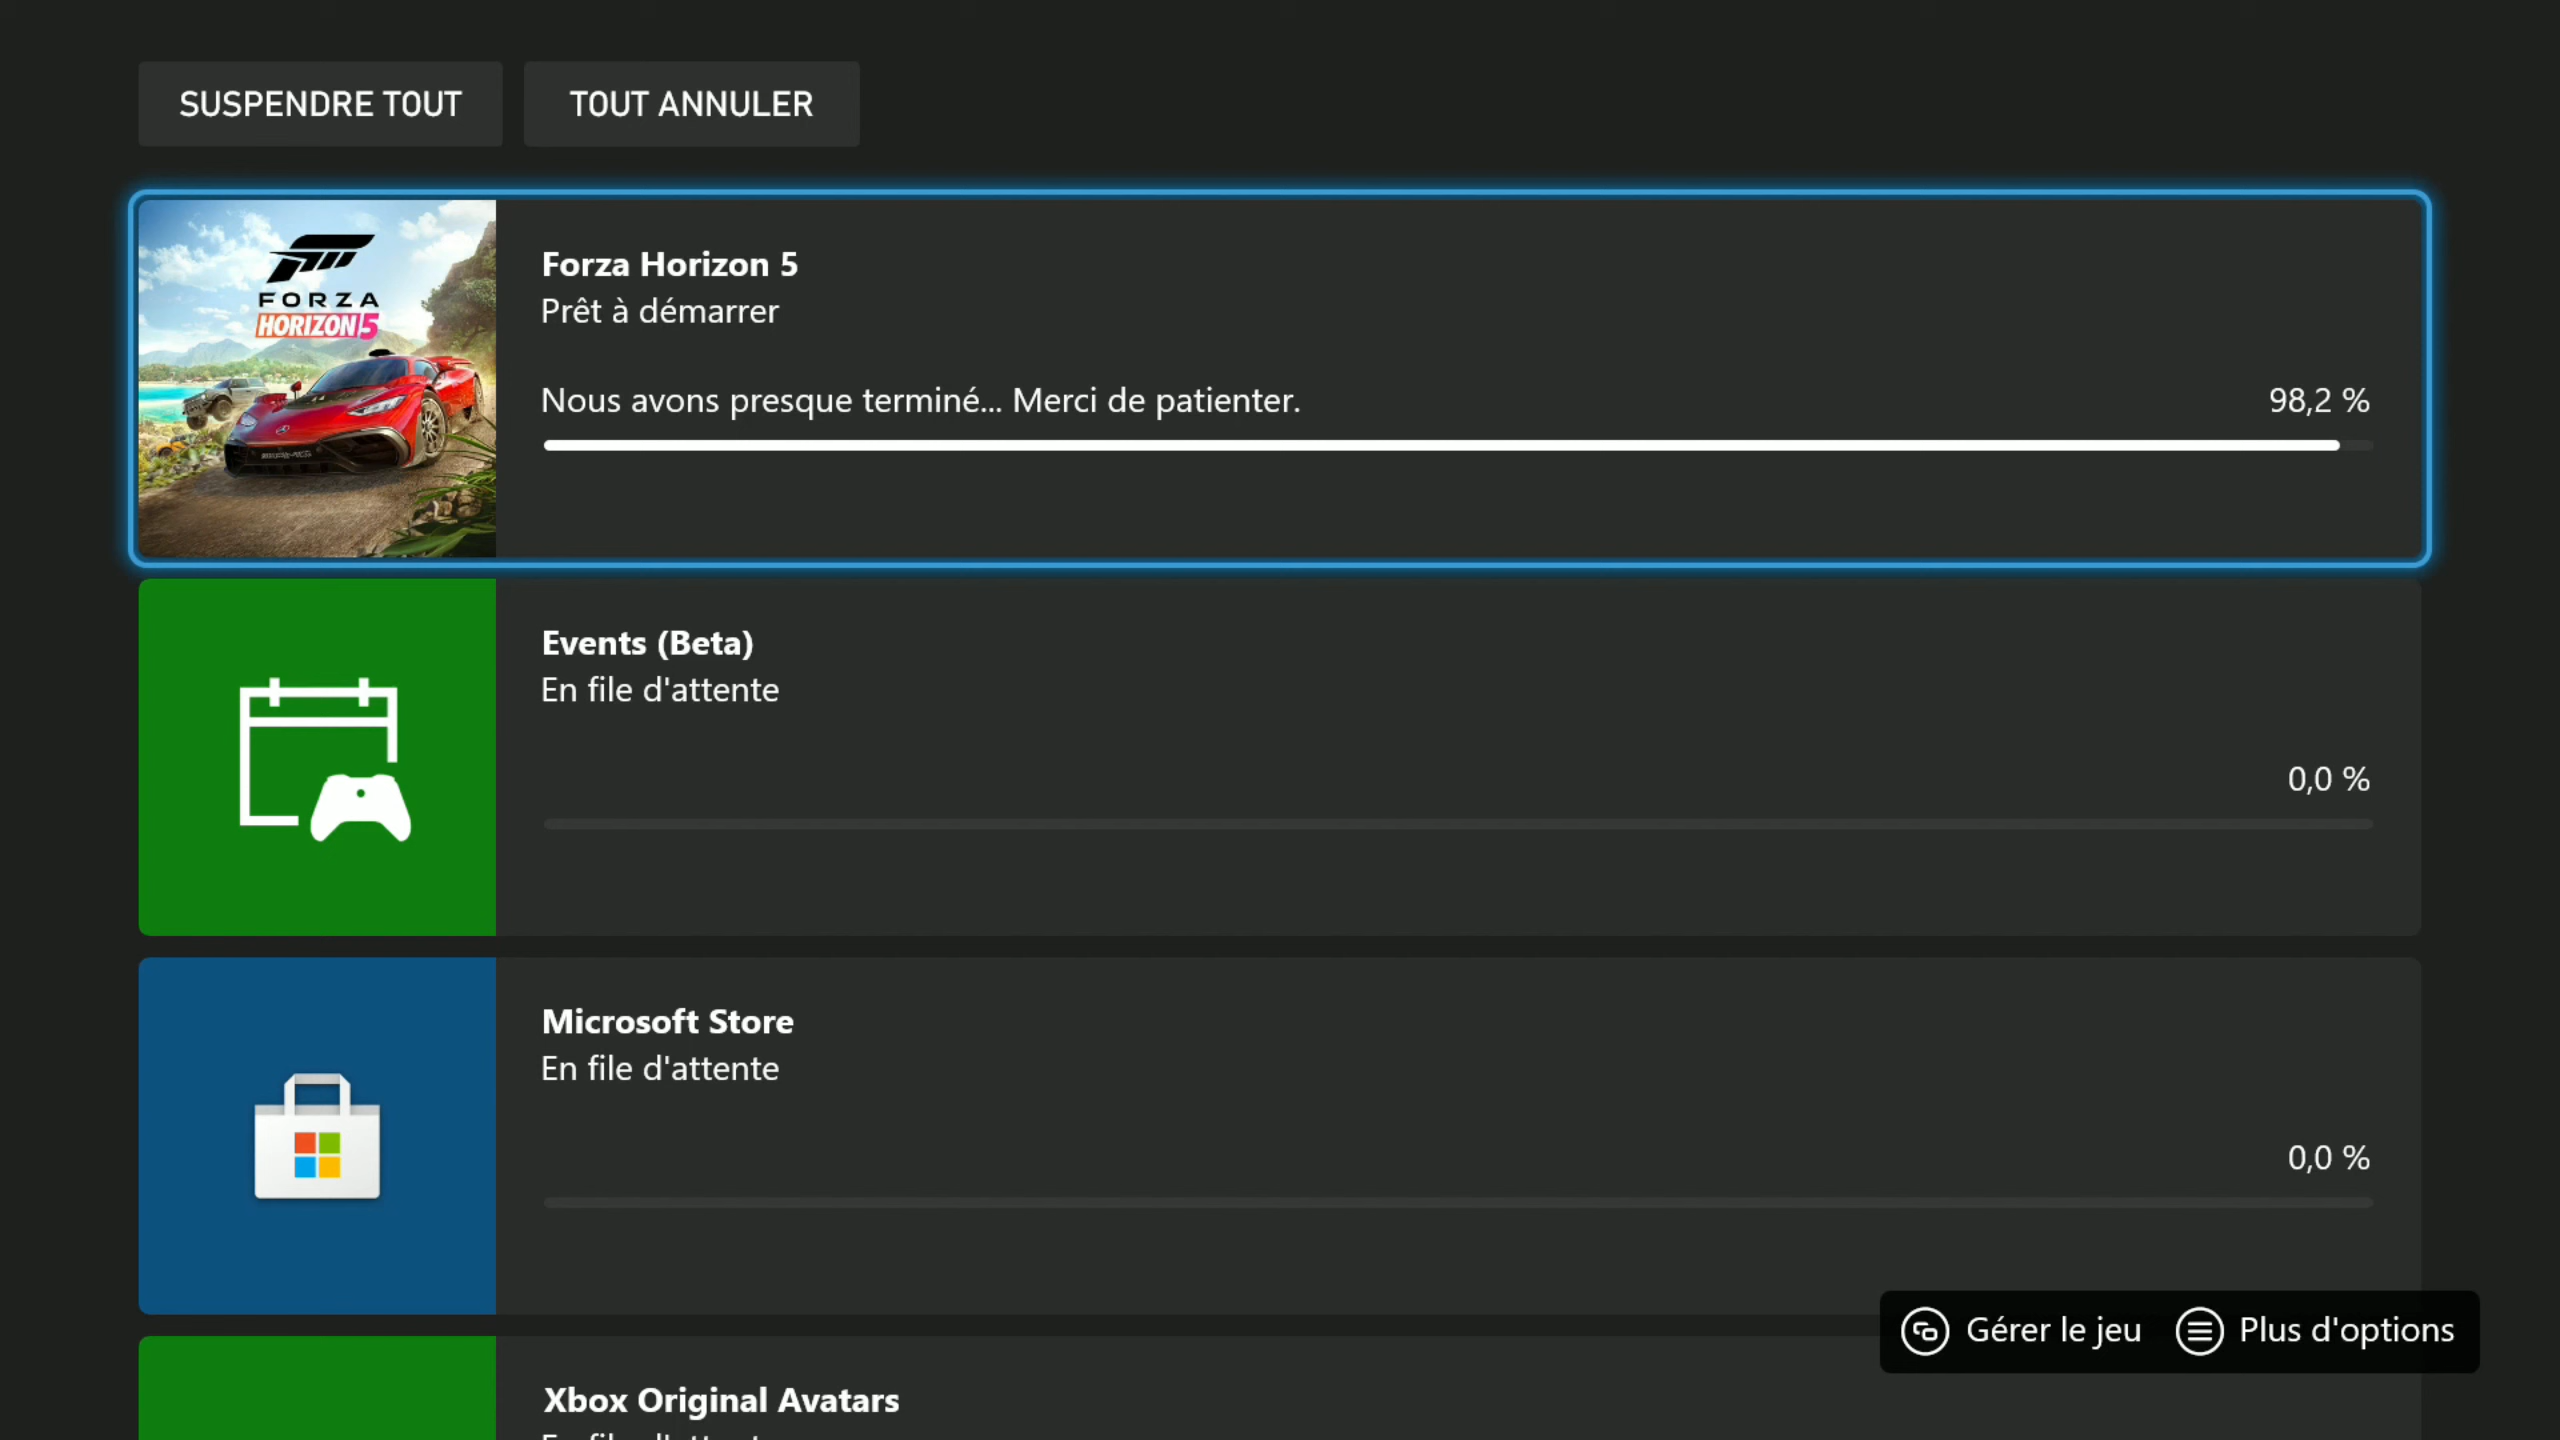 SUSPENDRE TOUT
TOUT ANNULER
FORZA
HORIZON 5
Forza Horizon 5
Prêt à démarrer
Nous avons presque terminé... Merci de patienter.
98,2 %
Events (Beta)
En file d'attente
0,0 %
Microsoft Store
En file d'attente
0,0 %
Gérer le jeu
Plus d'options
Xbox Original Avatars